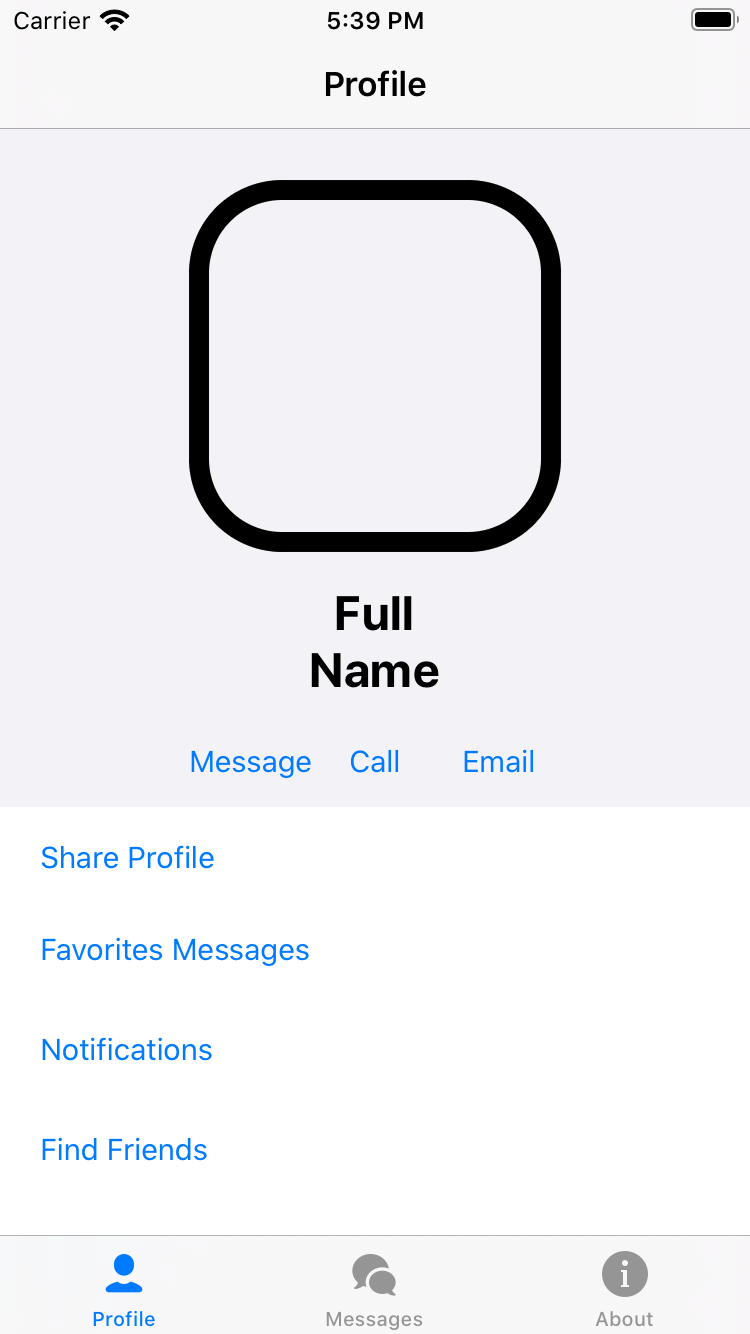 Carrier 5:39 PM
Profile
Full
Name
Message Call Email
Share Profile
Favorites Messages
Notifications
Find Friends
Profile Messages About